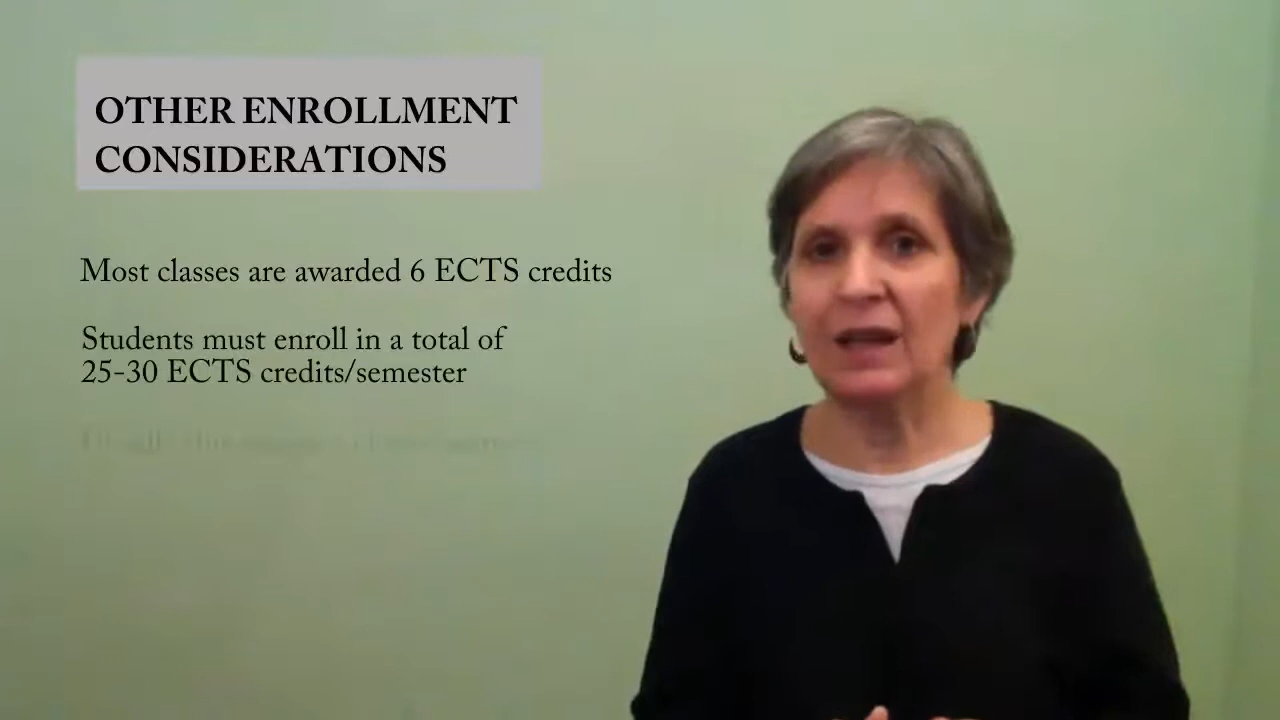 OTHER ENROLLMENT
CONSIDERATIONS
Most classes are awarded 6 ECTS credits
Students must enroll in a total of
25-30 ECTS credits/semester